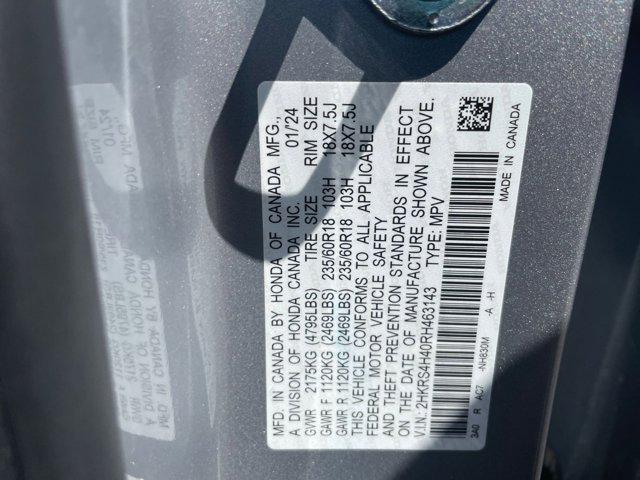 MFD. IN CANADA BY HONDA OF CANADA MFG.,
A DIVISION OF HONDA CANADA INC. 01/24
GVWR 2175KG (4795LBS) TIRE SIZE RIM SIZE
GAWR F 1120KG (2469LBS) 235/60R18 103H 18X7.5J
GAWR R 1120KG (2469LBS) 235/60R18 103H 18X7.5J
THIS VEHICLE CONFORMS TO ALL APPLICABLE
FEDERAL MOTOR VEHICLE SAFETY
AND THEFT PREVENTION STANDARDS IN EFFECT
ON THE DATE OF MANUFACTURE SHOWN ABOVE.
V.I.N.: 2HKRS4H40RH463143 TYPE: MPV
3A0 R AC7 -NH830M -A -H
MADE IN CANADA